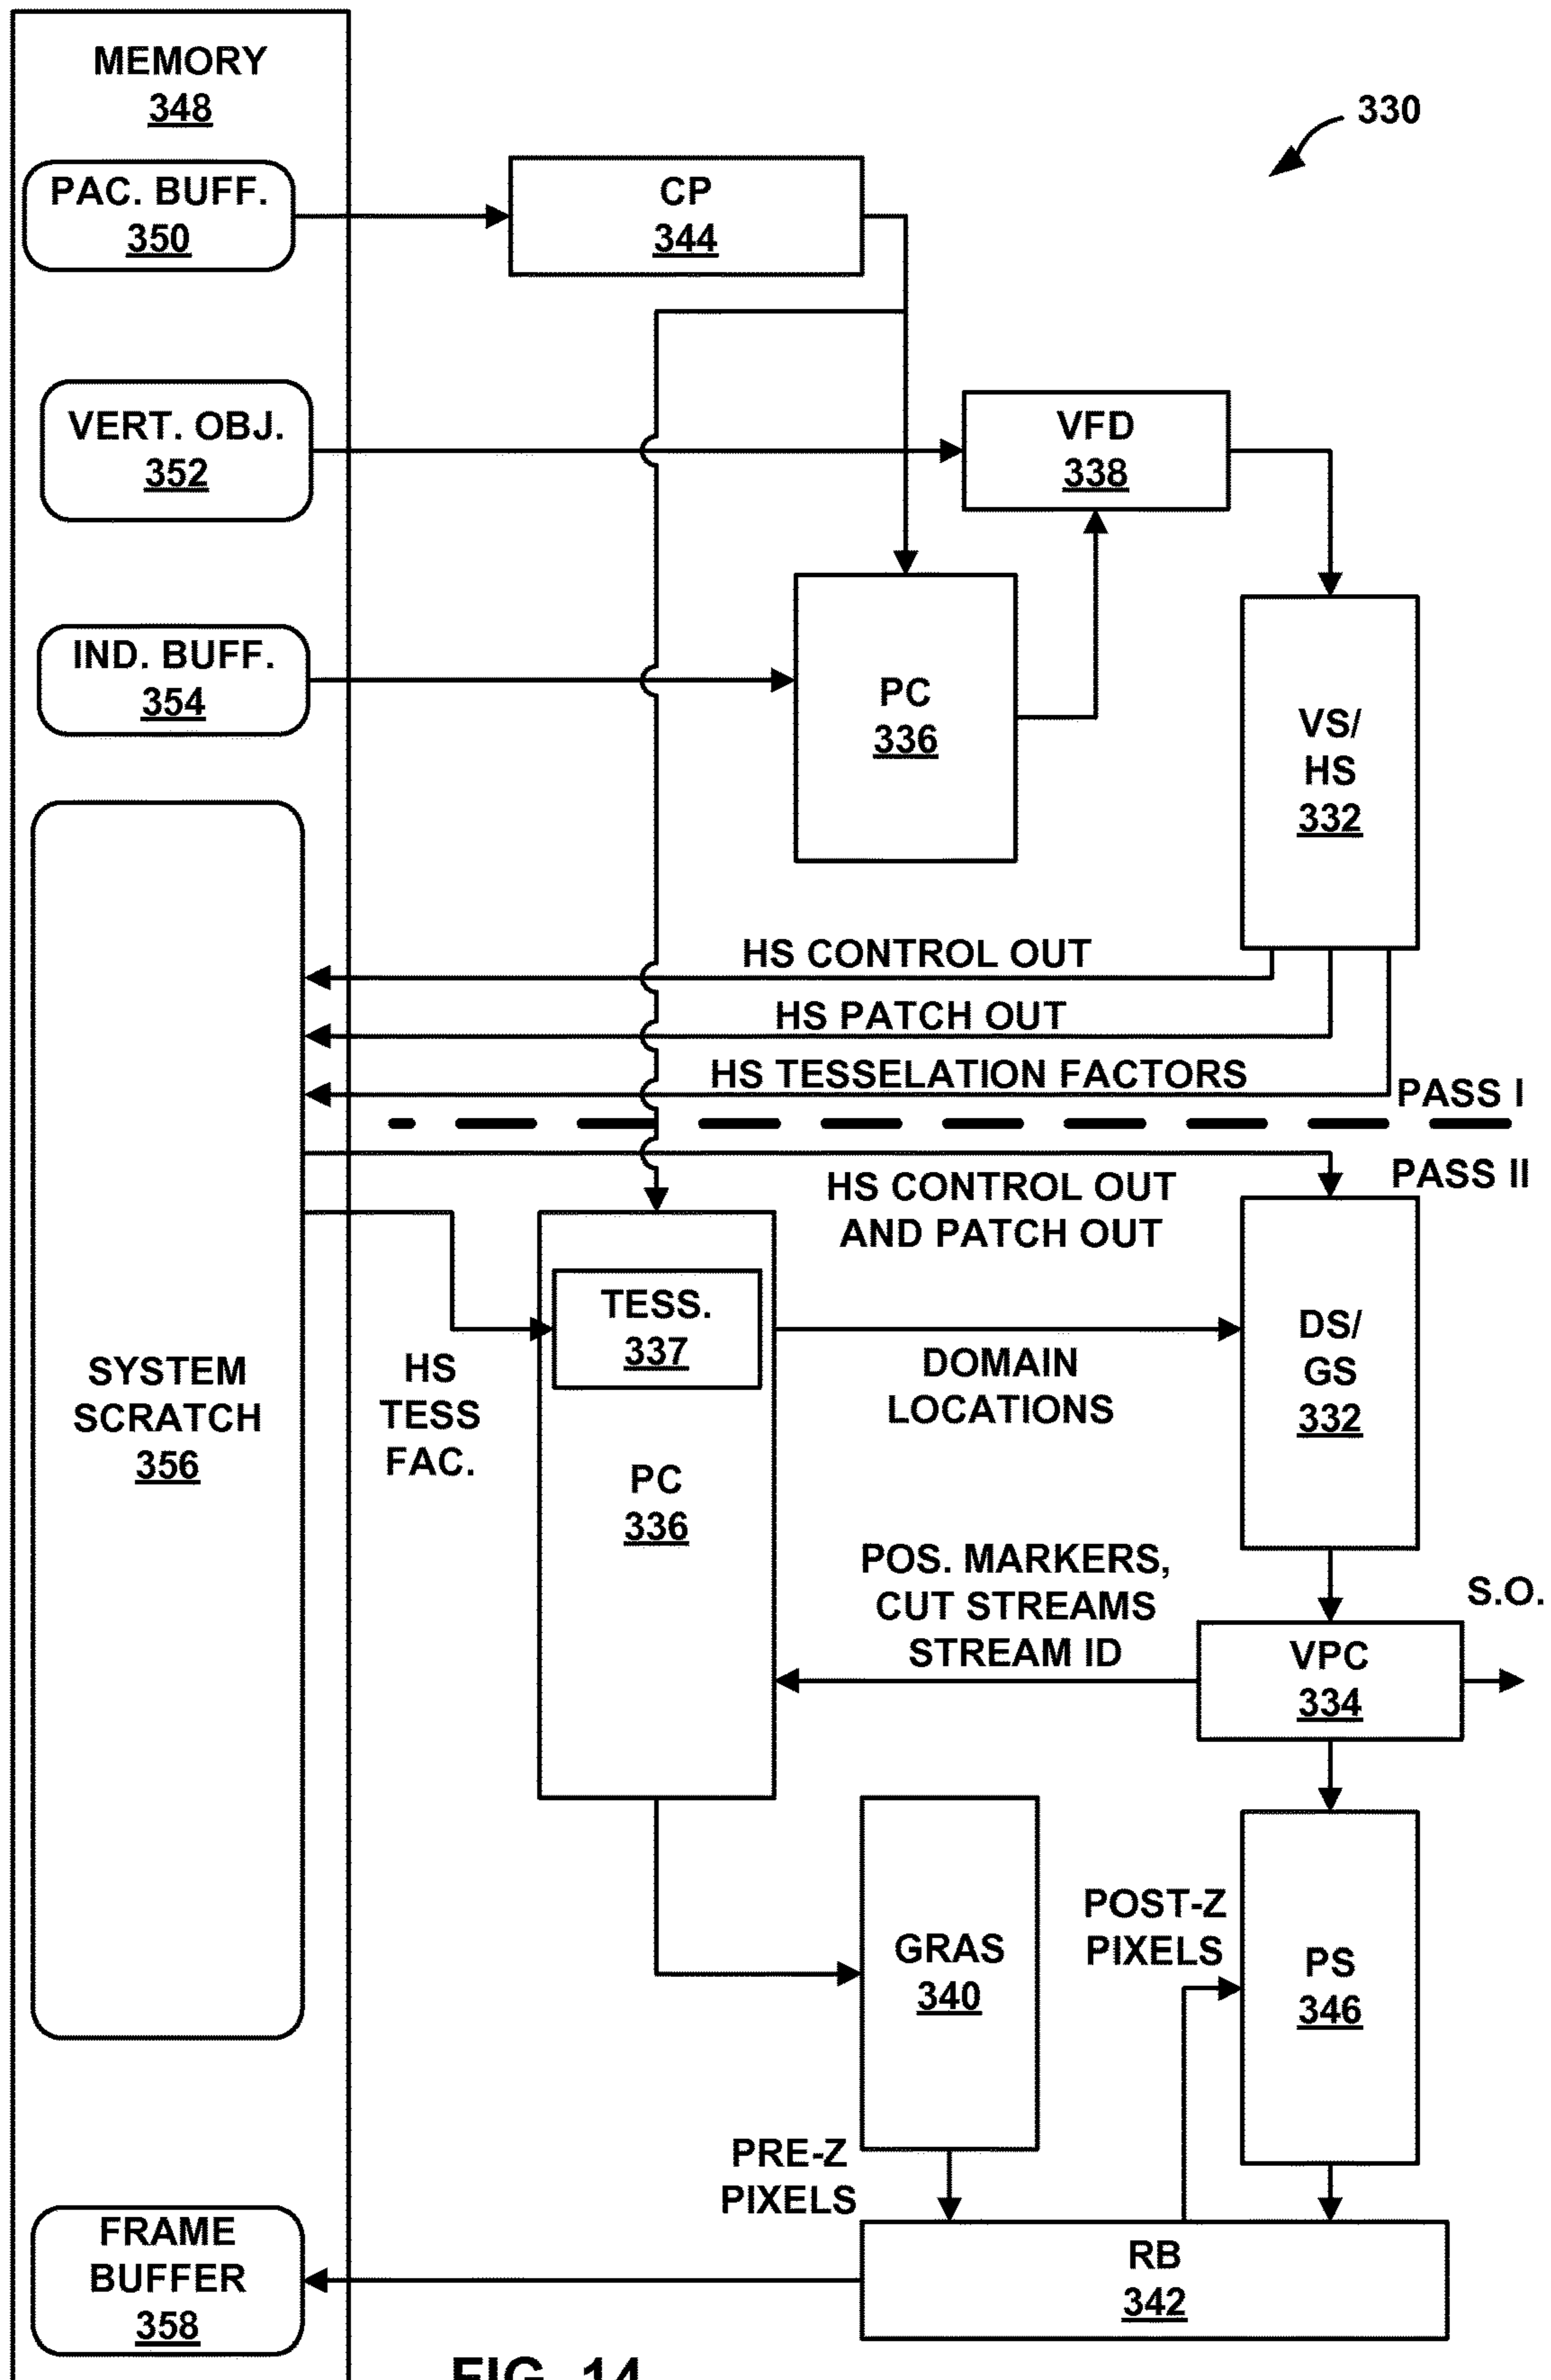 MEMORY
348
330
PAC. BUFF.
350
CP
344
VERT. OBJ.
352
VFD
338
IND. BUFF.
354
PC
336
VS/
HS
332
HS CONTROL OUT
HS PATCH OUT
HS TESSELATION FACTORS
PASS I
PASS II
HS CONTROL OUT
AND PATCH OUT
TESS.
337
DOMAIN
LOCATIONS
DS/
GS
332
SYSTEM
SCRATCH
356
HS
TESS
FAC.
PC
336
POS. MARKERS,
CUT STREAMS
STREAM ID
S.O.
VPC
334
GRAS
340
POST-Z
PIXELS
PS
346
PRE-Z
PIXELS
FRAME
BUFFER
358
RB
342
FIG. 14